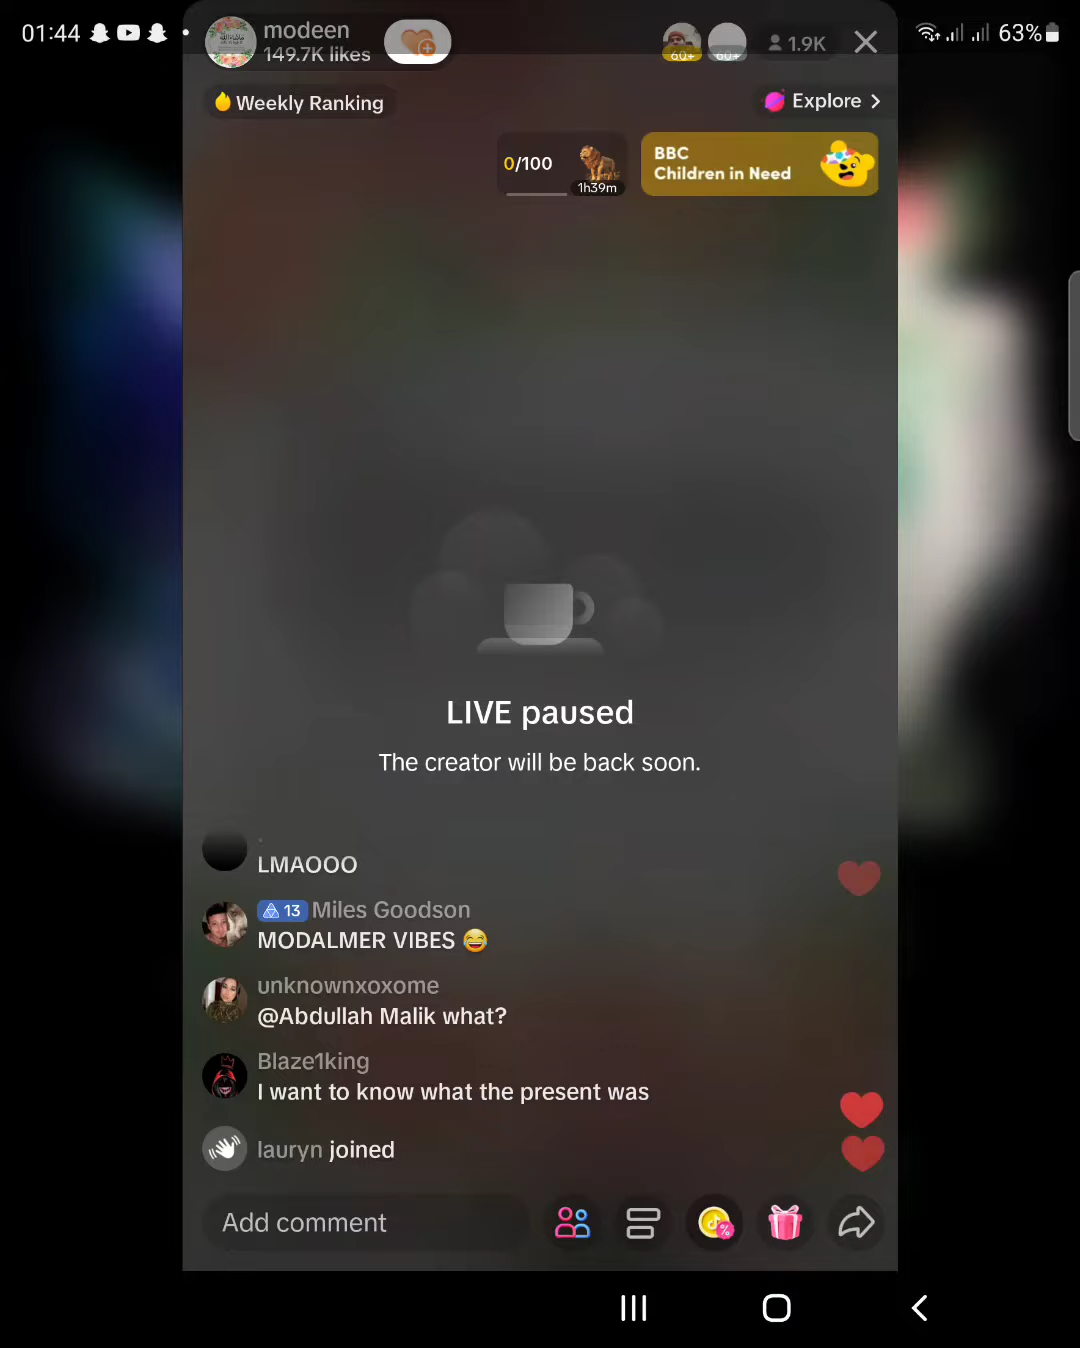 01:44
63%
modeen
149.7K likes
60+
60+
1.9K
Weekly Ranking
Explore
0/100
1h39m
BBC
Children in Need
LIVE paused
The creator will be back soon.
LMAOOO
13 Miles Goodson
MODALMER VIBES 😂
unknownxoxome
@Abdullah Malik what?
Blaze1king
I want to know what the present was
lauryn joined
Add comment
%